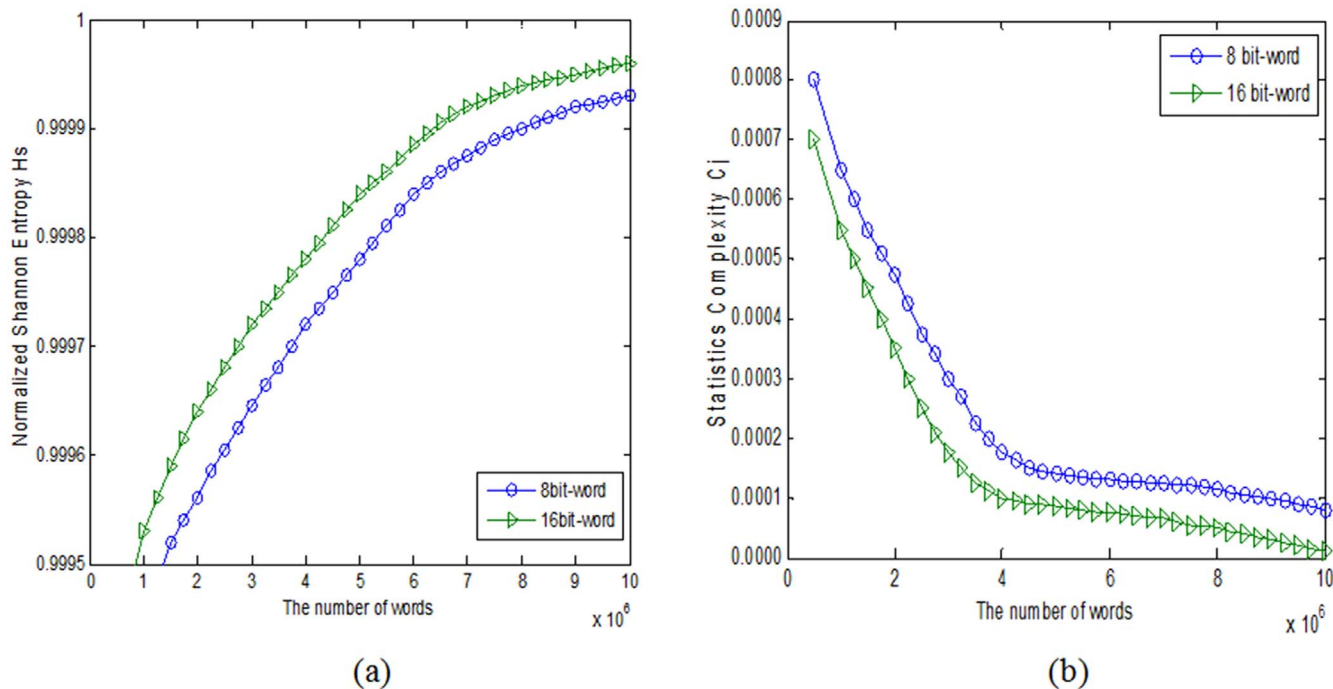 1
0.9999
0.9998
0.9997
0.9996
0.9995
Normalized Shannon Entropy Hs
8bit-word
16bit-word
0 1 2 3 4 5 6 7 8 9 10
The number of words
x 10^6
(a)
0.0009
0.0008
0.0007
0.0006
0.0005
0.0004
0.0003
0.0002
0.0001
0.0000
Statistics Complexity Cj
8 bit-word
16 bit-word
0 2 4 6 8 10
The number of words
x 10^6
(b)